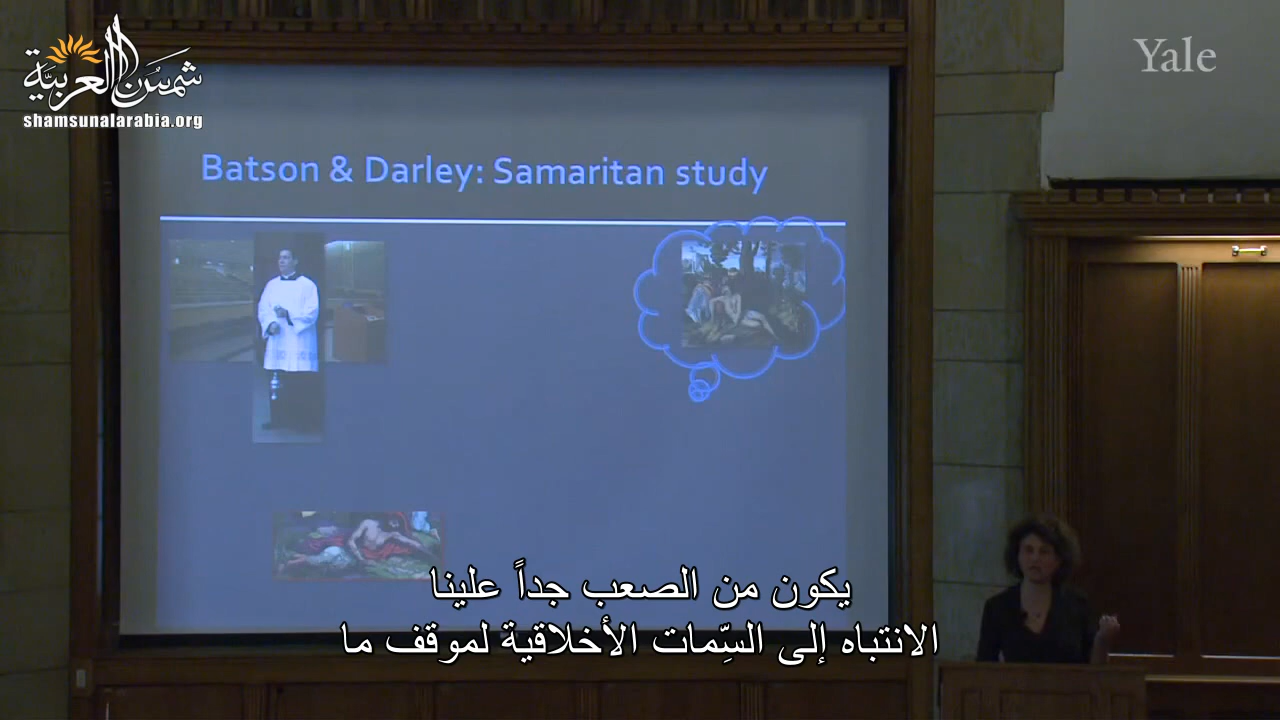 شمسُ العربيَّة
shamsunalarabia.org
Yale
Batson & Darley: Samaritan study
يكون من الصعب جداً علينا
الانتباه إلى السِّمات الأخلاقية لموقف ما